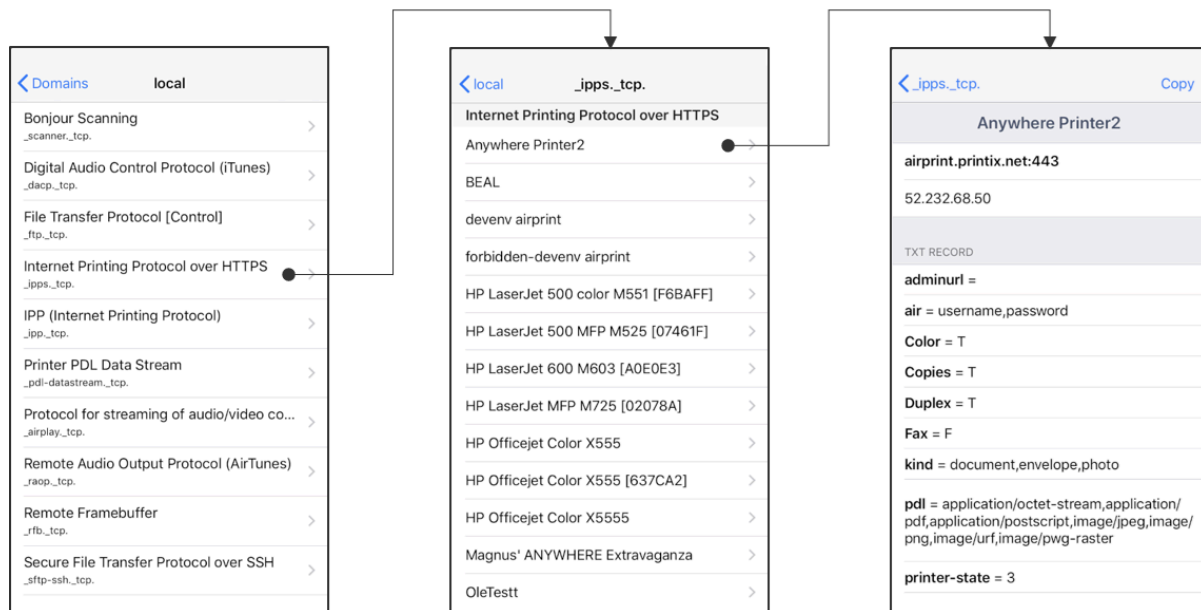 Domains
local
Bonjour Scanning
_scanner._tcp.
Digital Audio Control Protocol (iTunes)
_dacp._tcp.
File Transfer Protocol [Control]
_ftp._tcp.
Internet Printing Protocol over HTTPS
_ipps._tcp.
IPP (Internet Printing Protocol)
_ipp._tcp.
Printer PDL Data Stream
_pdl-datastream._tcp.
Protocol for streaming of audio/video co...
_airplay._tcp.
Remote Audio Output Protocol (AirTunes)
_raop._tcp.
Remote Framebuffer
_rfb._tcp.
Secure File Transfer Protocol over SSH
_sftp-ssh._tcp.
local
_ipps._tcp.
Internet Printing Protocol over HTTPS
Anywhere Printer2
BEAL
devenv airprint
forbidden-devenv airprint
HP LaserJet 500 color M551 [F6BAFF]
HP LaserJet 500 MFP M525 [07461F]
HP LaserJet 600 M603 [A0E0E3]
HP LaserJet MFP M725 [02078A]
HP Officejet Color X555
HP Officejet Color X555 [637CA2]
HP Officejet Color X5555
Magnus' ANYWHERE Extravaganza
OleTestt
_ipps._tcp.
Copy
Anywhere Printer2
airprint.printix.net:443
52.232.68.50
TXT RECORD
adminurl =
air = username,password
Color = T
Copies = T
Duplex = T
Fax = F
kind = document,envelope,photo
pdl = application/octet-stream,application/
pdf,application/postscript,image/jpeg,image/
png,image/urf,image/pwg-raster
printer-state = 3